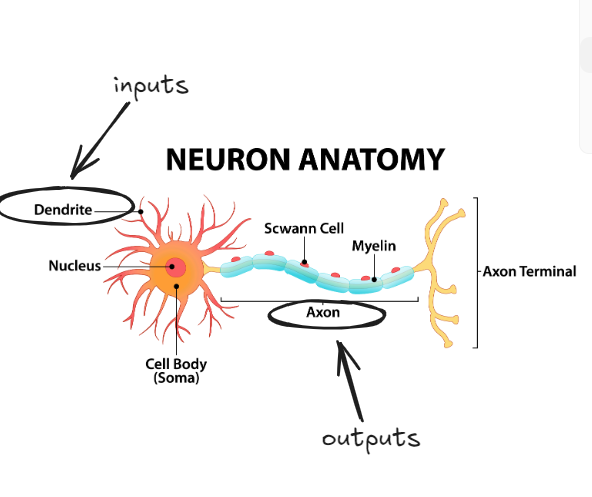 inputs
NEURON ANATOMY
Dendrite
Scwann Cell
Myelin
Nucleus
Axon Terminal
Axon
Cell Body
(Soma)
outputs